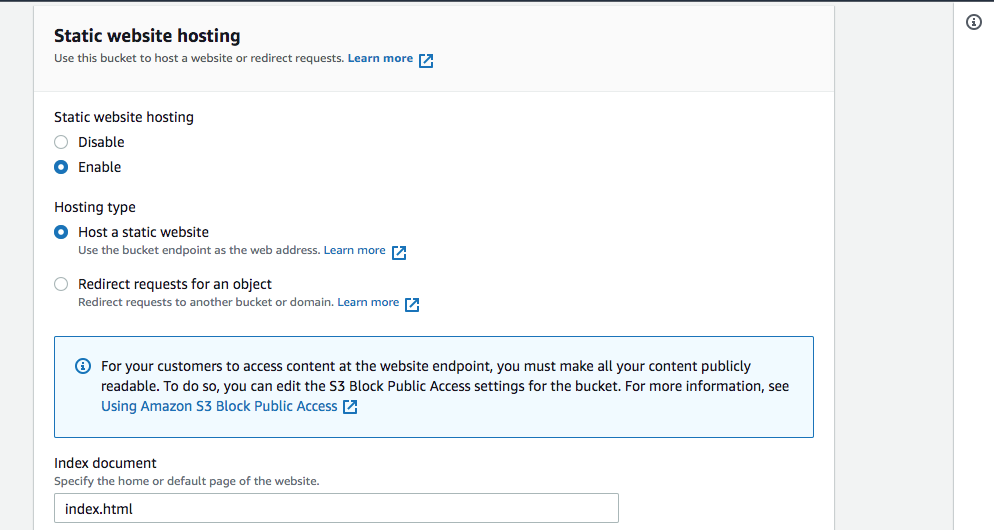 Static website hosting
Use this bucket to host a website or redirect requests. Learn more
Static website hosting
Disable
Enable
Hosting type
Host a static website
Use the bucket endpoint as the web address. Learn more
Redirect requests for an object
Redirect requests to another bucket or domain. Learn more
For your customers to access content at the website endpoint, you must make all your content publicly
readable. To do so, you can edit the S3 Block Public Access settings for the bucket. For more information, see
Using Amazon S3 Block Public Access
Index document
Specify the home or default page of the website.
index.html